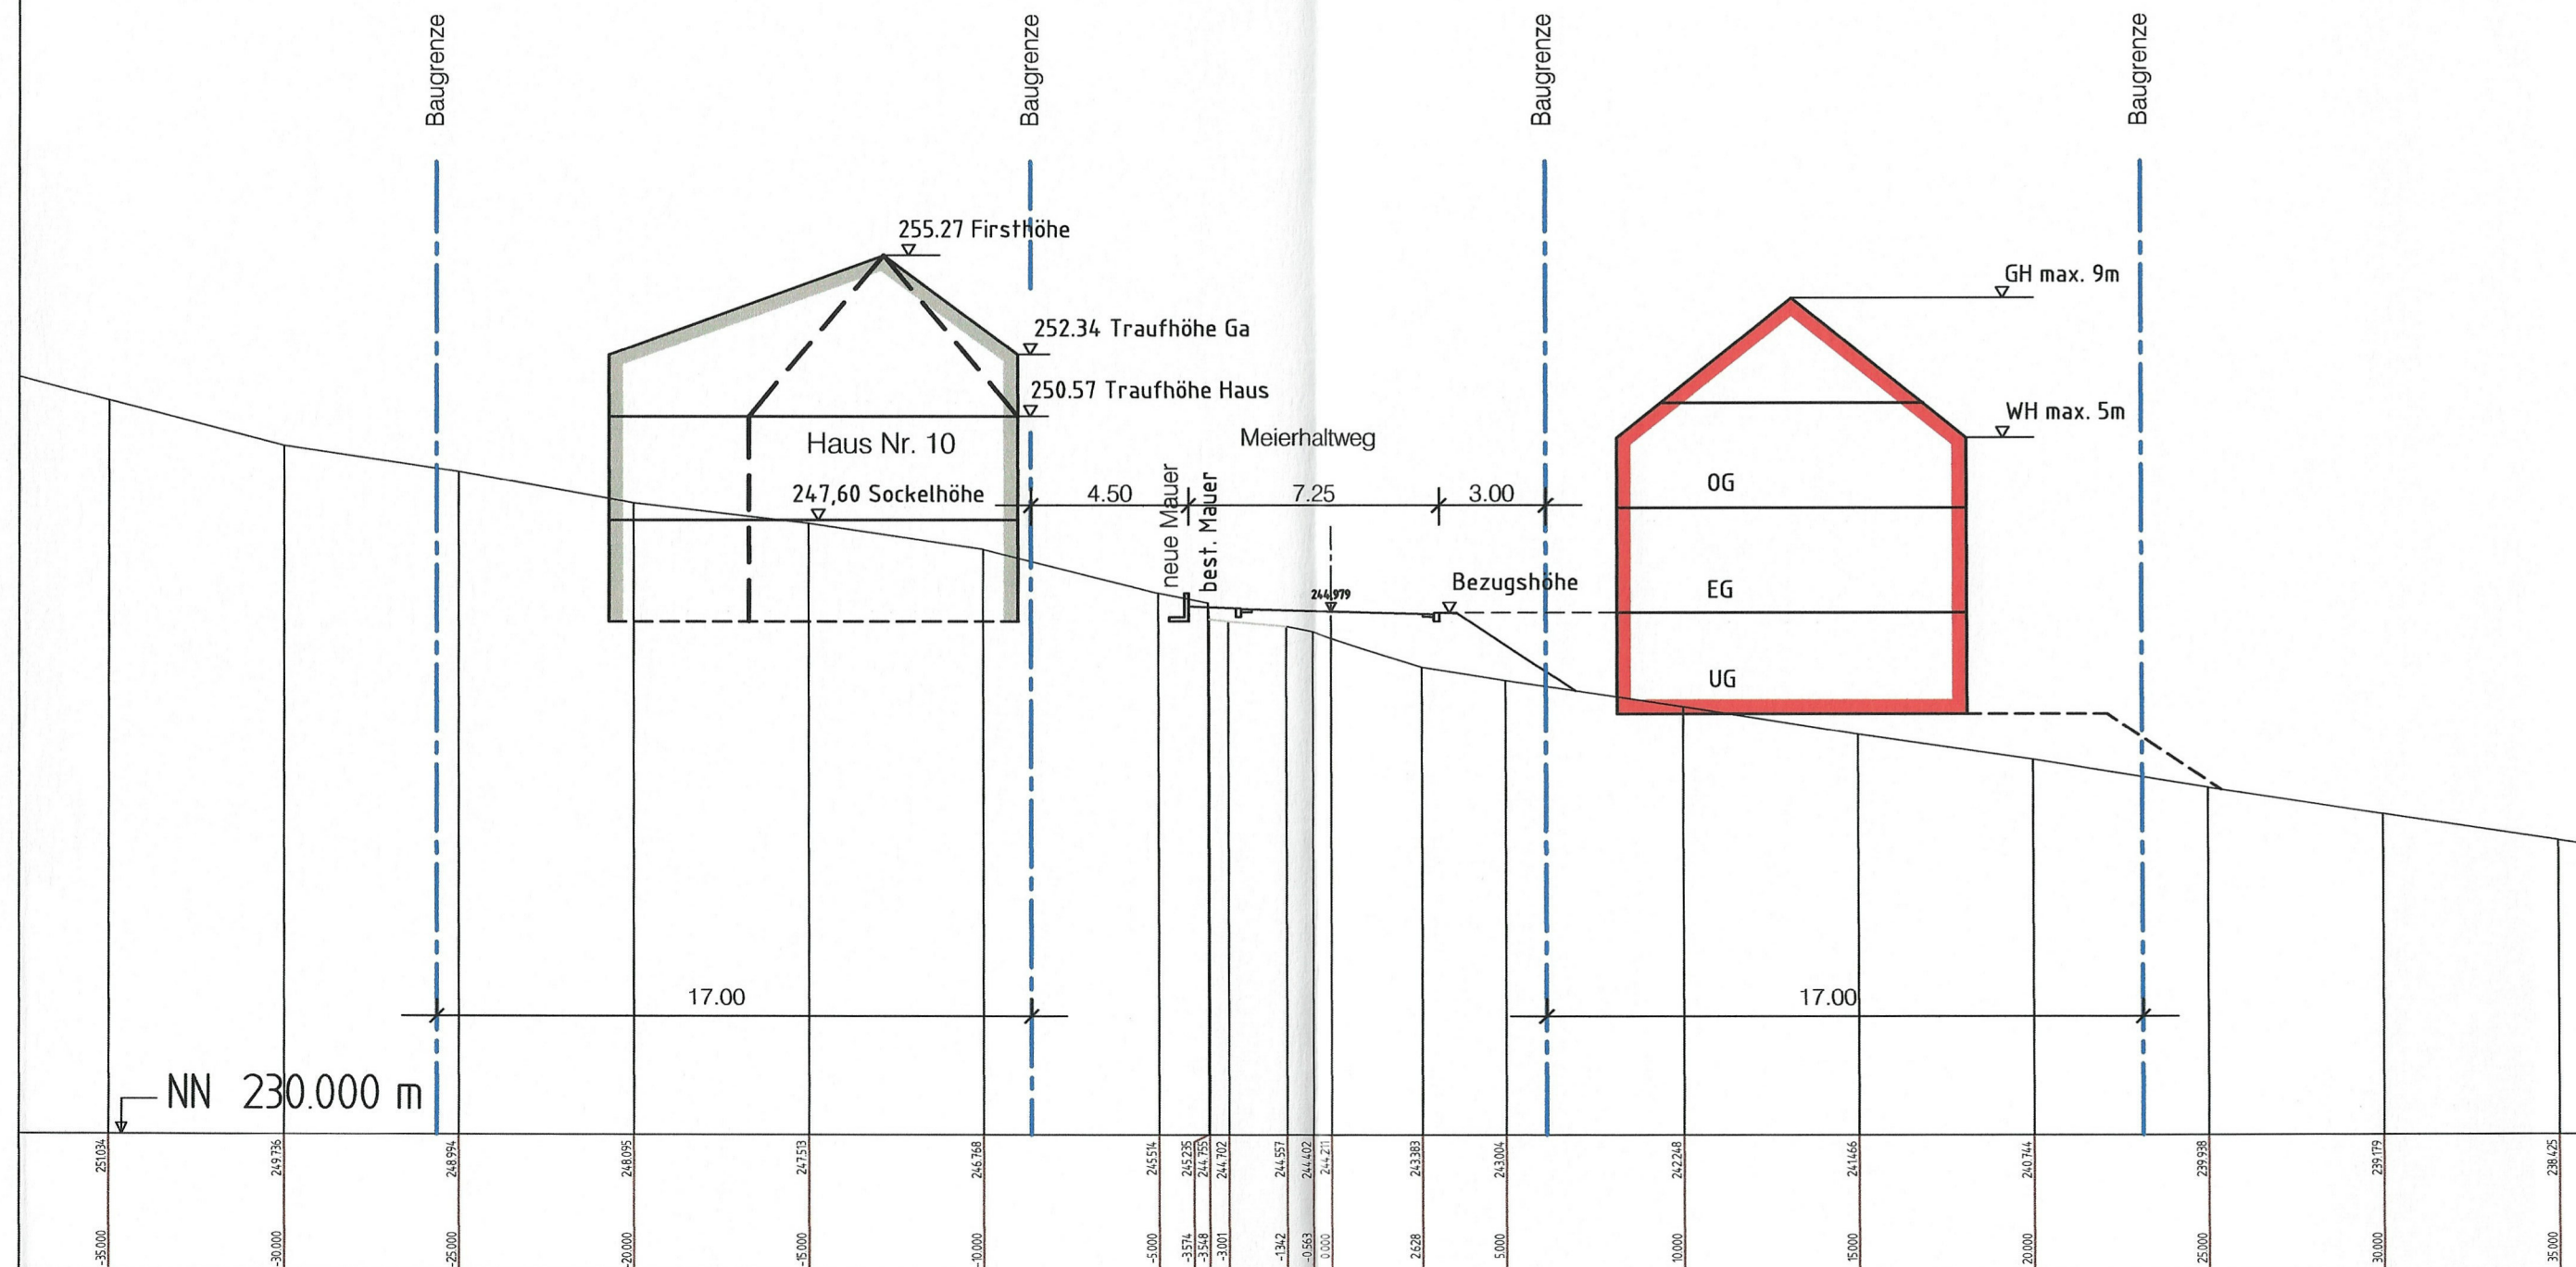 Baugrenze
Baugrenze
Baugrenze
Baugrenze
255.27 Firsthöhe
GH max. 9m
252.34 Traufhöhe Ga
250.57 Traufhöhe Haus
WH max. 5m
Haus Nr. 10
Meierhaltweg
247,60 Sockelhöhe
4.50
neue Mauer
best. Mauer
7.25
3.00
OG
244.979
Bezugshöhe
EG
UG
17.00
17.00
NN 230.000 m
251.034
249.736
248.994
248.095
247.513
246.768
245.514
245.235
244.755
244.702
244.557
244.402
244.211
243.383
243.004
242.248
241.466
240.744
239.938
239.179
238.425
-35.000
-30.000
-25.000
-20.000
-15.000
-10.000
-5.000
-3.574
-3.548
-3.001
-1.342
-0.563
0.000
2.628
5.000
10.000
15.000
20.000
25.000
30.000
35.000